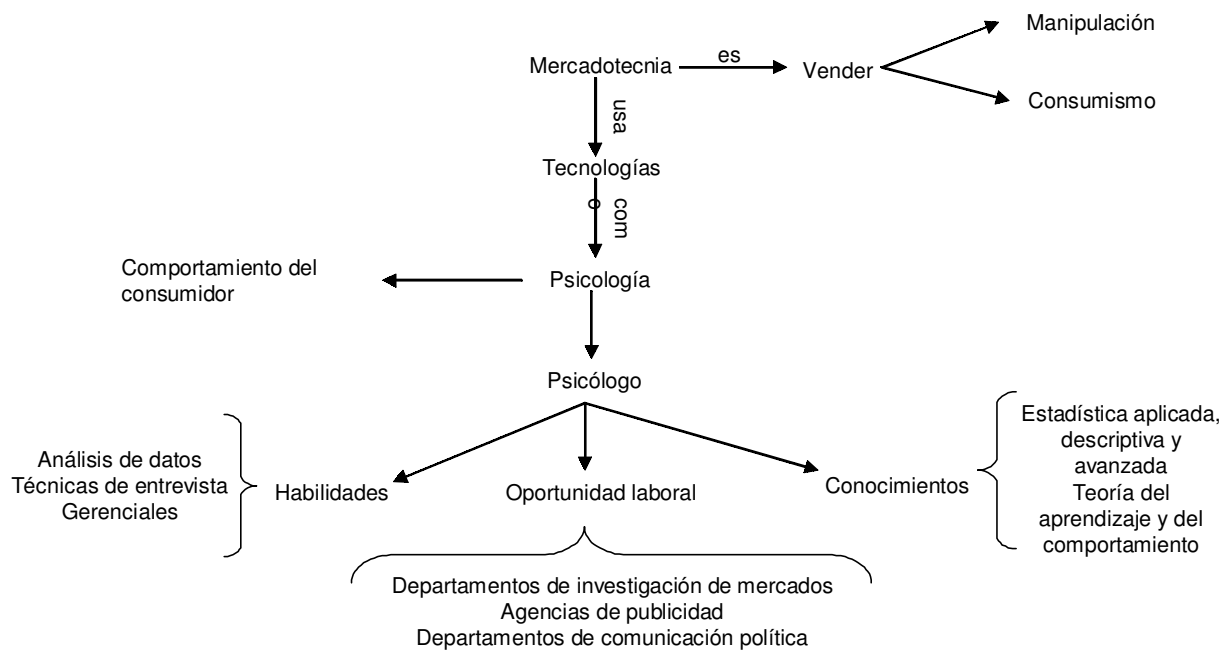 Manipulación
Mercadotecnia
es
Vender
Consumismo
usa
Tecnologías
com
o
Comportamiento del
consumidor
Psicología
Psicólogo
Análisis de datos
Técnicas de entrevista
Gerenciales
Habilidades
Oportunidad laboral
Conocimientos
Estadística aplicada,
descriptiva y
avanzada
Teoría del
aprendizaje y del
comportamiento
Departamentos de investigación de mercados
Agencias de publicidad
Departamentos de comunicación política